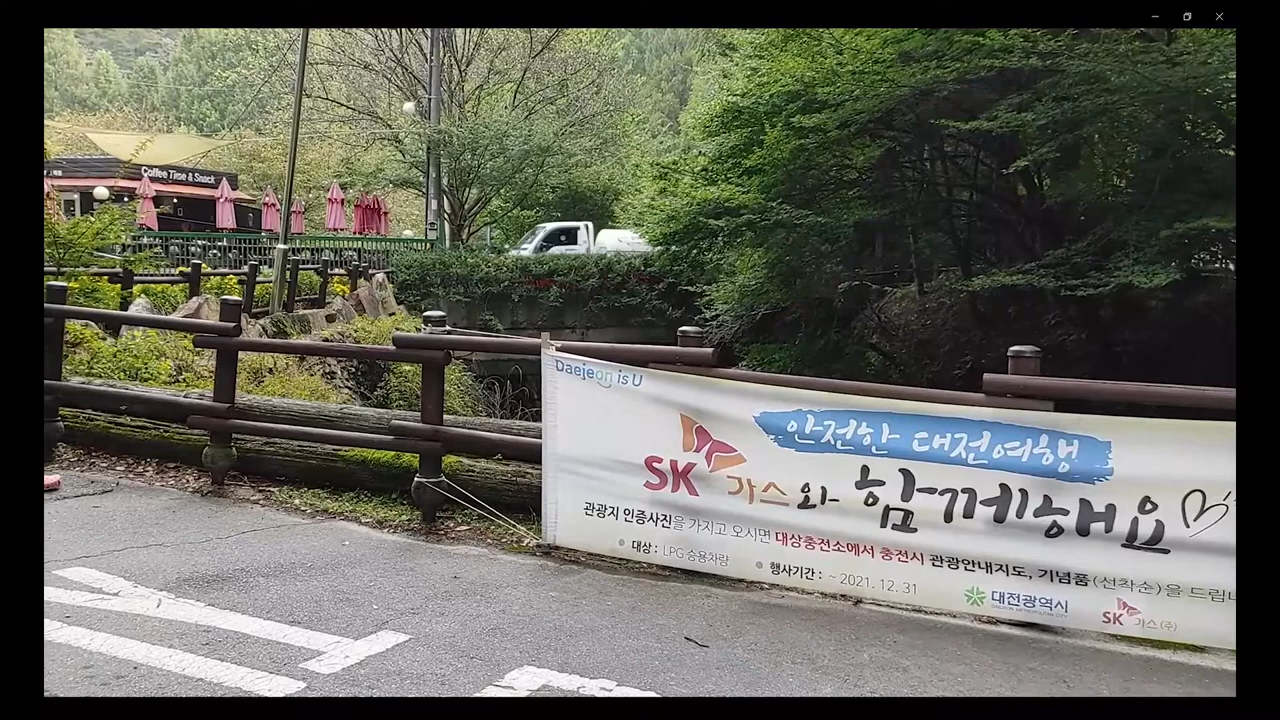 Coffee Time & Snack
Daejeon is U
안전한 대전여행
SK 가스와 함께해요
관광지 인증사진을 가지고 오시면 대상충전소에서 충전시 관광안내지도, 기념품(선착순)을 드립니
대상 : LPG 승용차량
행사기간 : ~ 2021. 12. 31
대전광역시
DAEJEON METROPOLITAN CITY
SK 가스(주)